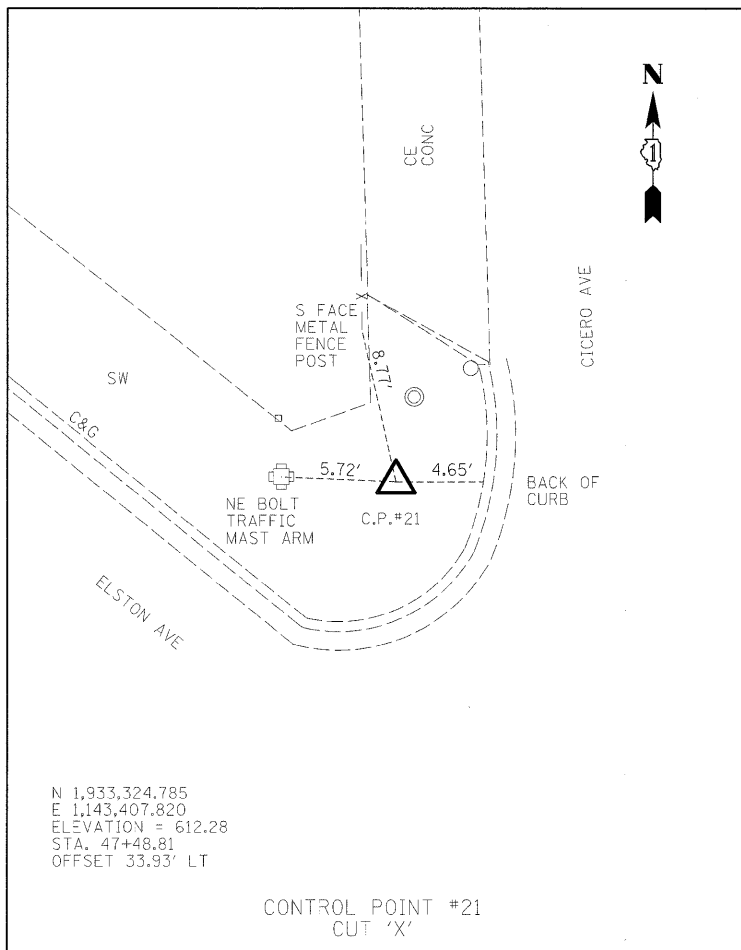 N
1
CE
CONC
CICERO AVE
S FACE
METAL
FENCE
POST
8.77'
SW
C&G
5.72'
4.65'
BACK OF
CURB
NE BOLT
TRAFFIC
MAST ARM
C.P.#21
ELSTON AVE
N 1,933,324.785
E 1,143,407.820
ELEVATION = 612.28
STA. 47+48.81
OFFSET 33.93' LT
CONTROL POINT #21
CUT 'X'